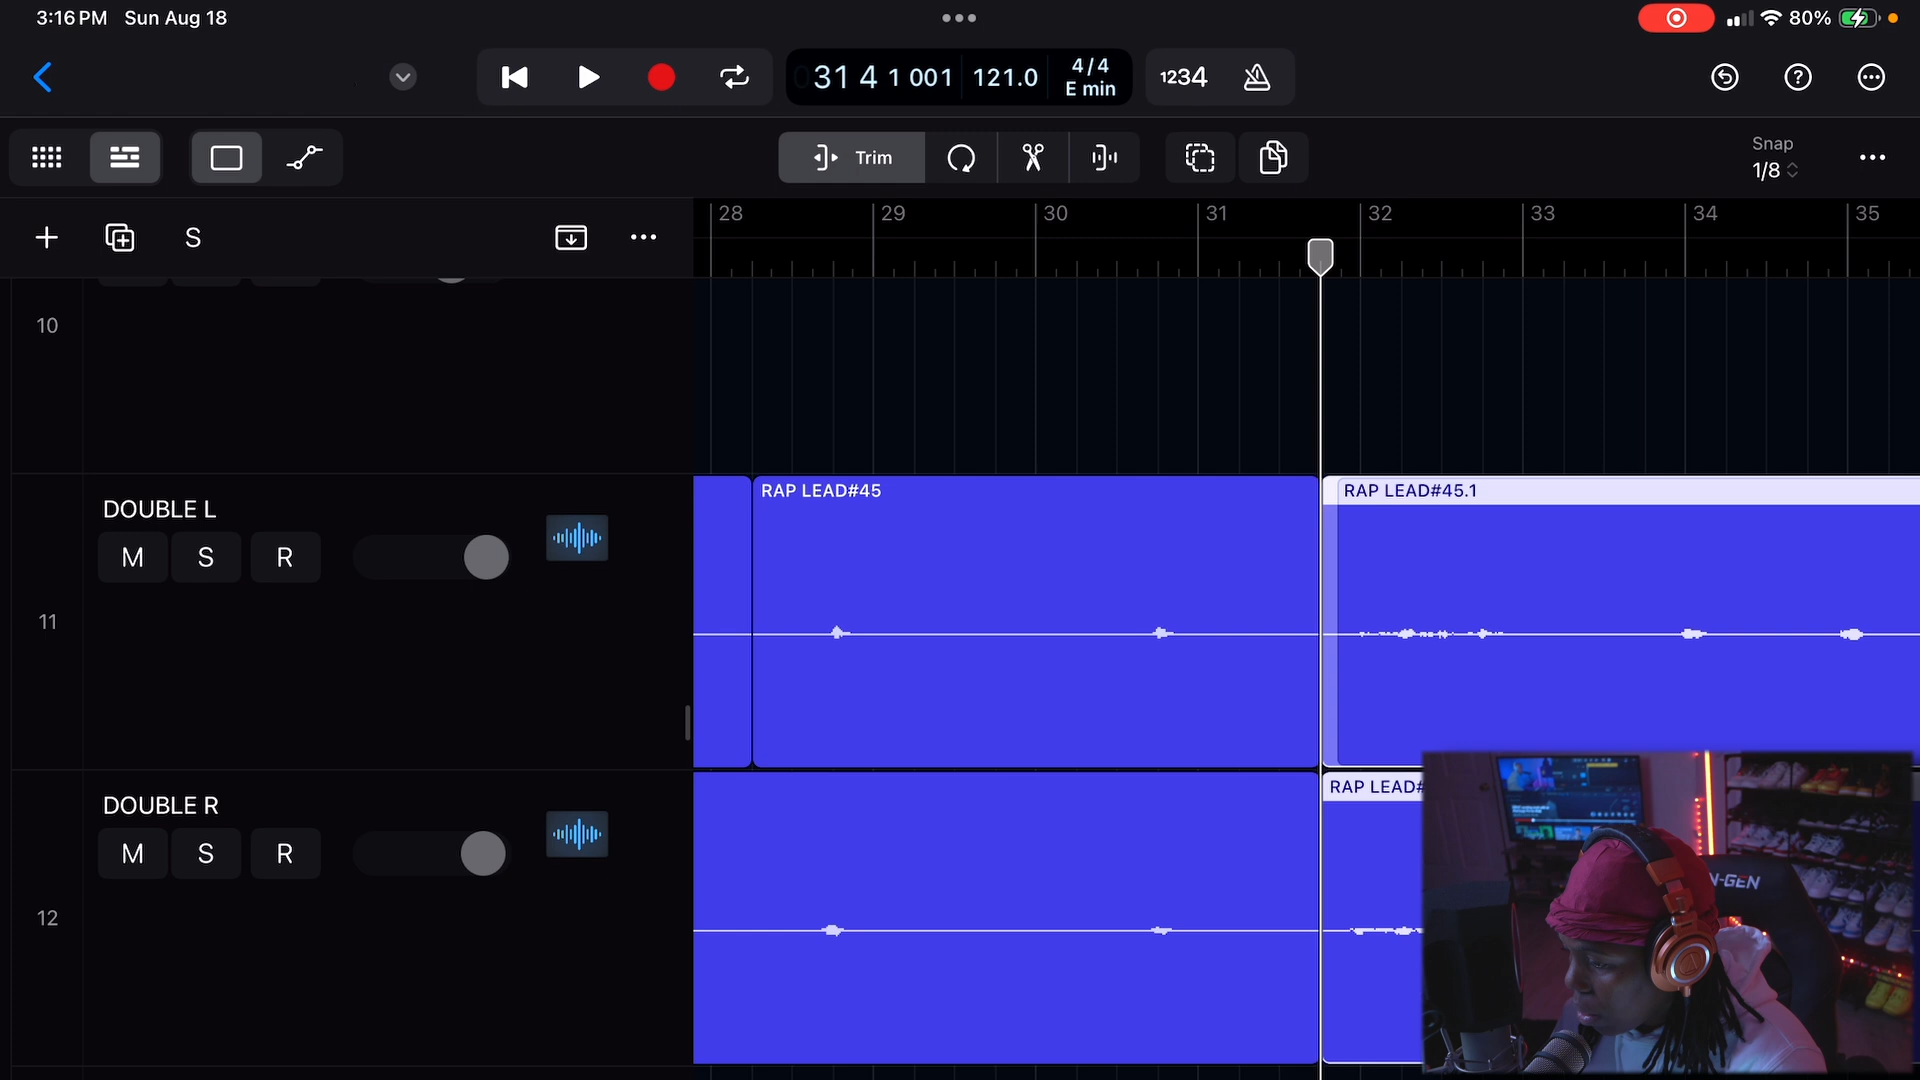 3:16 PM Sun Aug 18
80%
31 4 1 001
121.0
4/4
E min
1234
Trim
Snap
1/8
S
28
29
30
31
32
33
34
35
10
DOUBLE L
M S R
11
RAP LEAD#45
RAP LEAD#45.1
DOUBLE R
M S R
12
RAP LEAD#
N-GEN